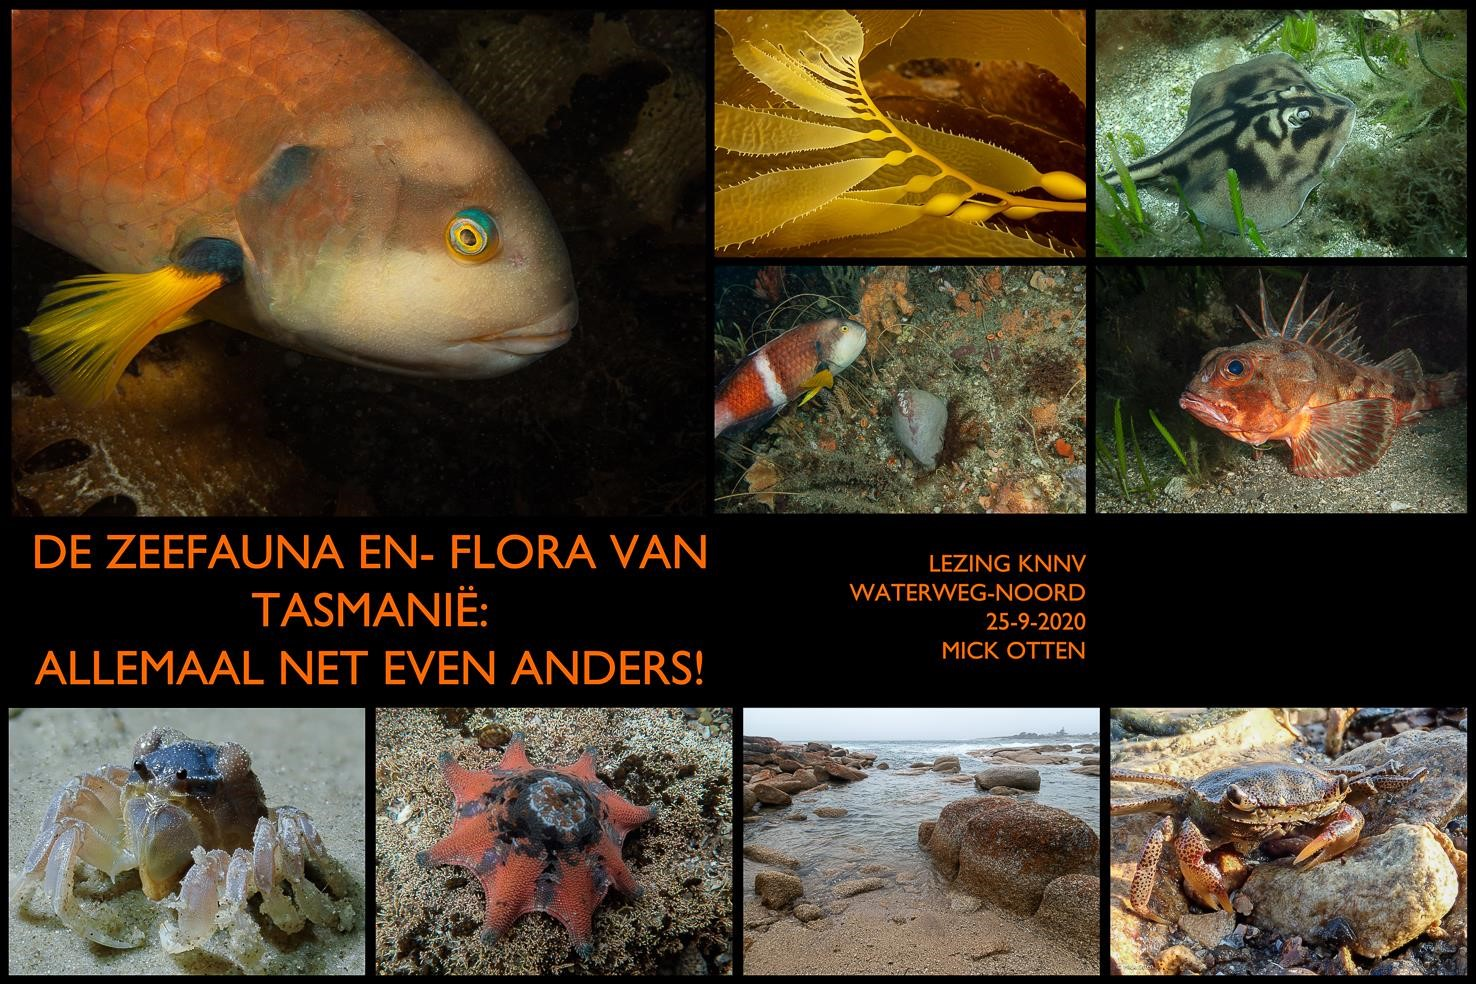 DE ZEEFAUNA EN- FLORA VAN
TASMANIË:
ALLEMAAL NET EVEN ANDERS!
LEZING KNNV
WATERWEG-NOORD
25-9-2020
MICK OTTEN